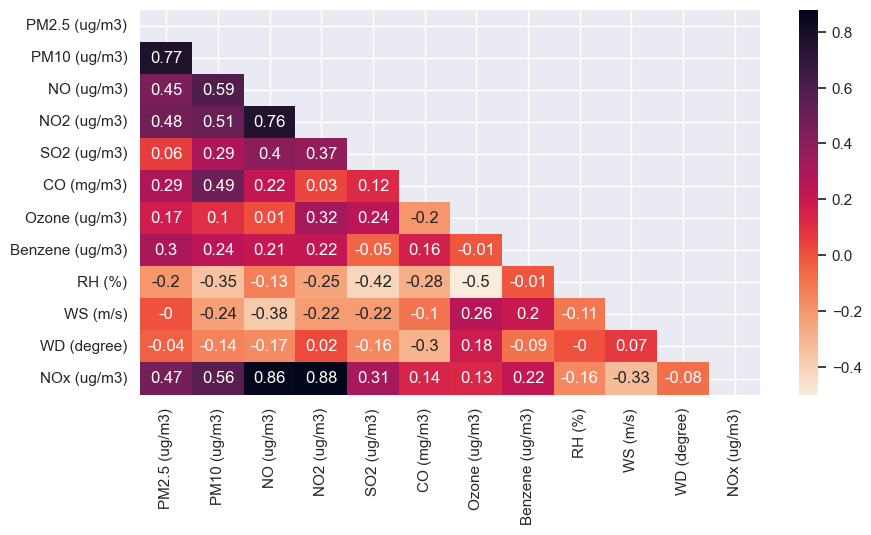 PM2.5 (ug/m3)
PM10 (ug/m3) 0.77
NO (ug/m3) 0.45 0.59
NO2 (ug/m3) 0.48 0.51 0.76
SO2 (ug/m3) 0.06 0.29 0.4 0.37
CO (mg/m3) 0.29 0.49 0.22 0.03 0.12
Ozone (ug/m3) 0.17 0.1 0.01 0.32 0.24 -0.2
Benzene (ug/m3) 0.3 0.24 0.21 0.22 -0.05 0.16 -0.01
RH (%) -0.2 -0.35 -0.13 -0.25 -0.42 -0.28 -0.5 -0.01
WS (m/s) -0 -0.24 -0.38 -0.22 -0.22 -0.1 0.26 0.2 -0.11
WD (degree) -0.04 -0.14 -0.17 0.02 -0.16 -0.3 0.18 -0.09 -0 0.07
NOx (ug/m3) 0.47 0.56 0.86 0.88 0.31 0.14 0.13 0.22 -0.16 -0.33 -0.08
PM2.5 (ug/m3)
PM10 (ug/m3)
NO (ug/m3)
NO2 (ug/m3)
SO2 (ug/m3)
CO (mg/m3)
Ozone (ug/m3)
Benzene (ug/m3)
RH (%)
WS (m/s)
WD (degree)
NOx (ug/m3)
0.8
0.6
0.4
0.2
0.0
−0.2
−0.4